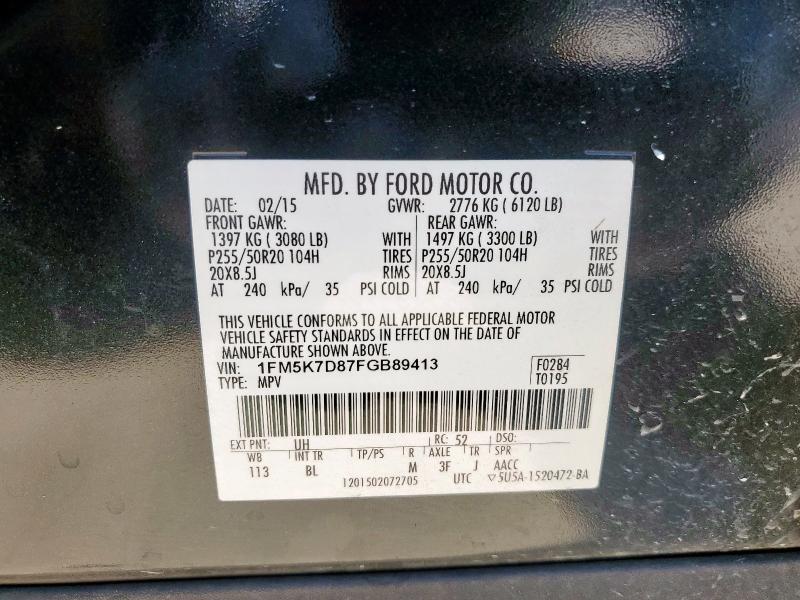 MFD. BY FORD MOTOR CO.
DATE: 02/15 GVWR: 2776 KG ( 6120 LB)
FRONT GAWR: REAR GAWR:
1397 KG ( 3080 LB) WITH 1497 KG ( 3300 LB) WITH
P255/50R20 104H TIRES P255/50R20 104H TIRES
20X8.5J RIMS 20X8.5J RIMS
AT 240 kPa/ 35 PSI COLD AT 240 kPa/ 35 PSI COLD
THIS VEHICLE CONFORMS TO ALL APPLICABLE FEDERAL MOTOR
VEHICLE SAFETY STANDARDS IN EFFECT ON THE DATE OF
MANUFACTURE SHOWN ABOVE.
VIN: 1FM5K7D87FGB89413 F0284
TYPE: MPV T0195
EXT PNT: UH RC: 52 DSO:
WB INT TR TP/PS R AXLE TR SPR
113 BL M 3F J AACC
1201502072705 UTC ▽5U5A-1520472-BA